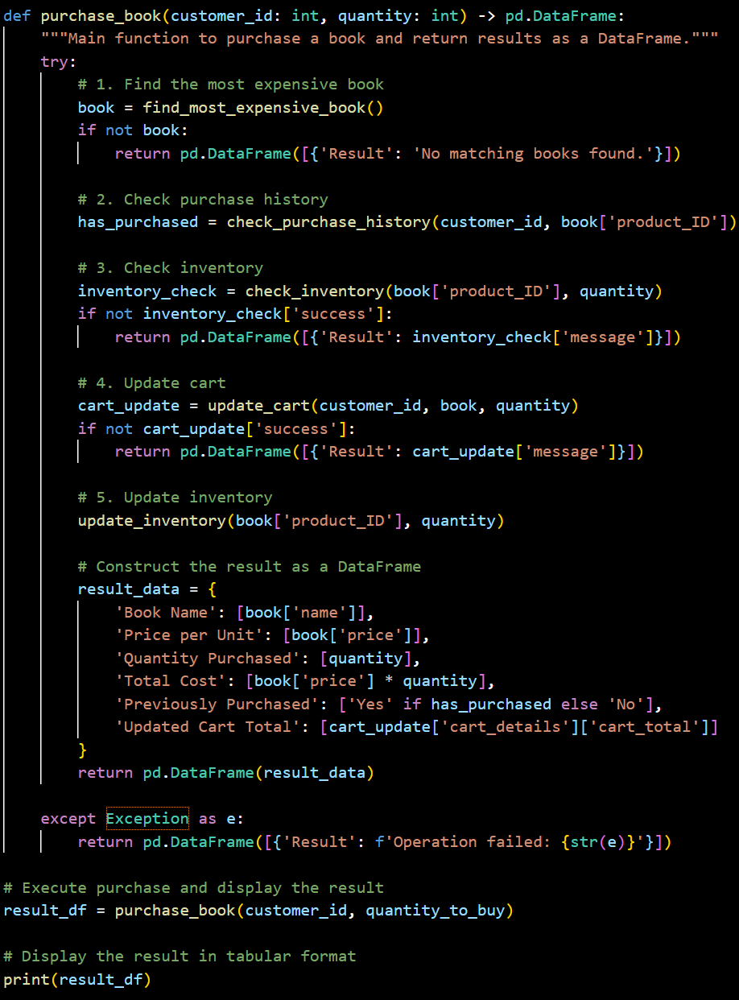 def purchase_book(customer_id: int, quantity: int) -> pd.DataFrame:
    """Main function to purchase a book and return results as a DataFrame."""
    try:
        # 1. Find the most expensive book
        book = find_most_expensive_book()
        if not book:
            return pd.DataFrame([{'Result': 'No matching books found.'}])

        # 2. Check purchase history
        has_purchased = check_purchase_history(customer_id, book['product_ID'])

        # 3. Check inventory
        inventory_check = check_inventory(book['product_ID'], quantity)
        if not inventory_check['success']:
            return pd.DataFrame([{'Result': inventory_check['message']}])

        # 4. Update cart
        cart_update = update_cart(customer_id, book, quantity)
        if not cart_update['success']:
            return pd.DataFrame([{'Result': cart_update['message']}])

        # 5. Update inventory
        update_inventory(book['product_ID'], quantity)

        # Construct the result as a DataFrame
        result_data = {
            'Book Name': [book['name']],
            'Price per Unit': [book['price']],
            'Quantity Purchased': [quantity],
            'Total Cost': [book['price'] * quantity],
            'Previously Purchased': ['Yes' if has_purchased else 'No'],
            'Updated Cart Total': [cart_update['cart_details']['cart_total']]
        }
        return pd.DataFrame(result_data)

    except Exception as e:
        return pd.DataFrame([{'Result': f'Operation failed: {str(e)}'}])

# Execute purchase and display the result
result_df = purchase_book(customer_id, quantity_to_buy)

# Display the result in tabular format
print(result_df)